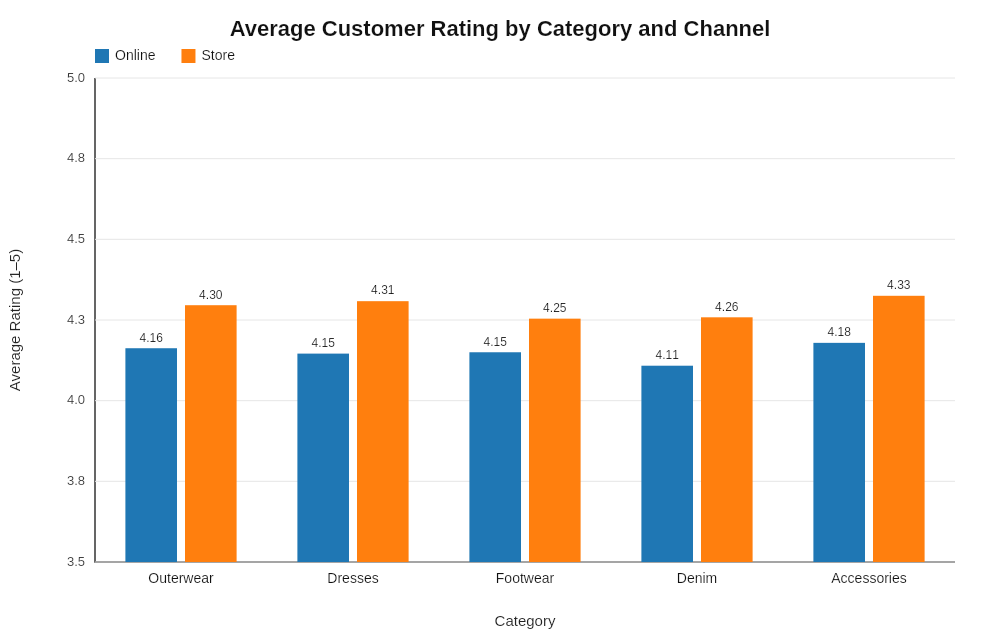 Average Customer Rating by Category and Channel
Online Store
5.0
4.8
4.5
4.3
4.0
3.8
3.5
Average Rating (1–5)
4.16 4.30 4.15 4.31 4.15 4.25 4.11 4.26 4.18 4.33
Outerwear Dresses Footwear Denim Accessories
Category